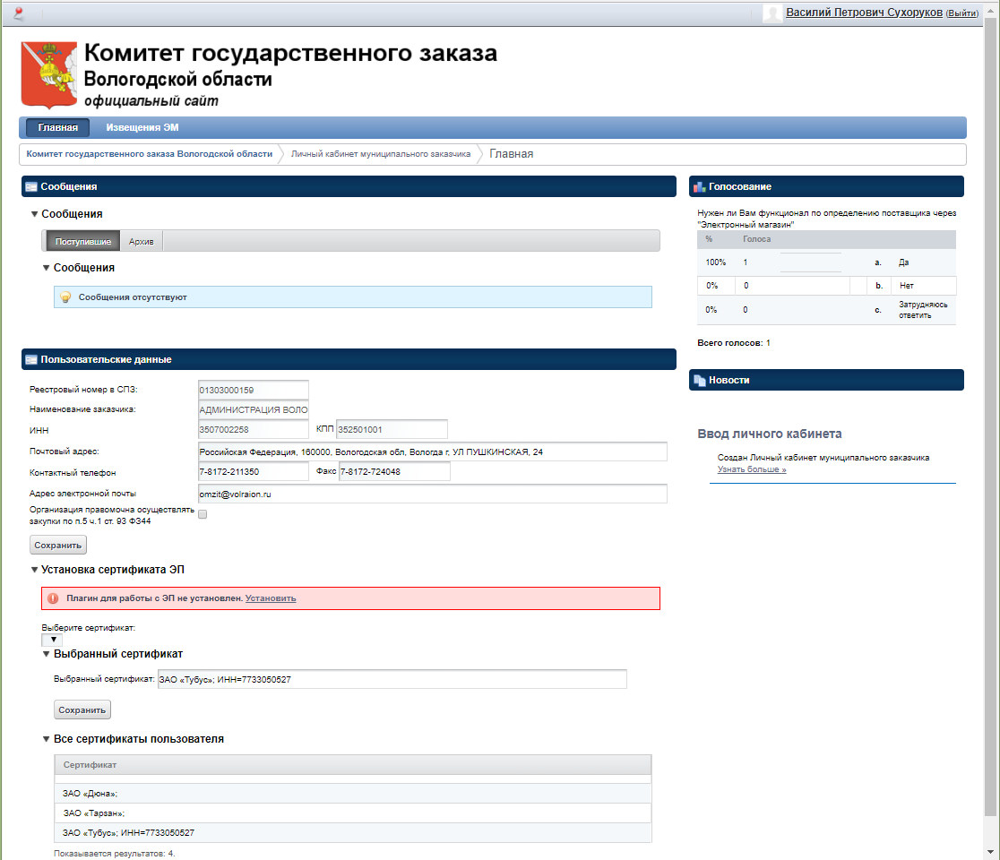 Василий Петрович Сухоруков (Выйти)
Комитет государственного заказа
Вологодской области
официальный сайт
Главная Извещения ЭМ
Комитет государственного заказа Вологодской области Личный кабинет муниципального заказчика Главная
Сообщения
Сообщения
Поступившие Архив
Сообщения
Сообщения отсутствуют
Пользовательские данные
Реестровый номер в СПЗ: 01303000159
Наименование заказчика: АДМИНИСТРАЦИЯ ВОЛО
ИНН 3507002258 КПП 352501001
Почтовый адрес: Российская Федерация, 160000, Вологодская обл, Вологда г, УЛ ПУШКИНСКАЯ, 24
Контактный телефон 7-8172-211350 Факс 7-8172-724048
Адрес электронной почты omzit@volraion.ru
Организация правомочна осуществлять
закупки по п.5 ч.1 ст. 93 ФЗ44
Сохранить
Установка сертификата ЭП
Плагин для работы с ЭП не установлен. Установить
Выберите сертификат:
Выбранный сертификат
Выбранный сертификат: ЗАО «Тубус»; ИНН=7733050527
Сохранить
Все сертификаты пользователя
Сертификат
ЗАО «Дюна»;
ЗАО «Тарзан»;
ЗАО «Тубус»; ИНН=7733050527
Показывается результатов: 4.
Голосование
Нужен ли Вам функционал по определению поставщика через
"Электронный магазин"
% Голоса
100% 1 a. Да
0% 0 b. Нет
0% 0 c. Затрудняюсь
ответить
Всего голосов: 1
Новости
Ввод личного кабинета
Создан Личный кабинет муниципального заказчика
Узнать больше »